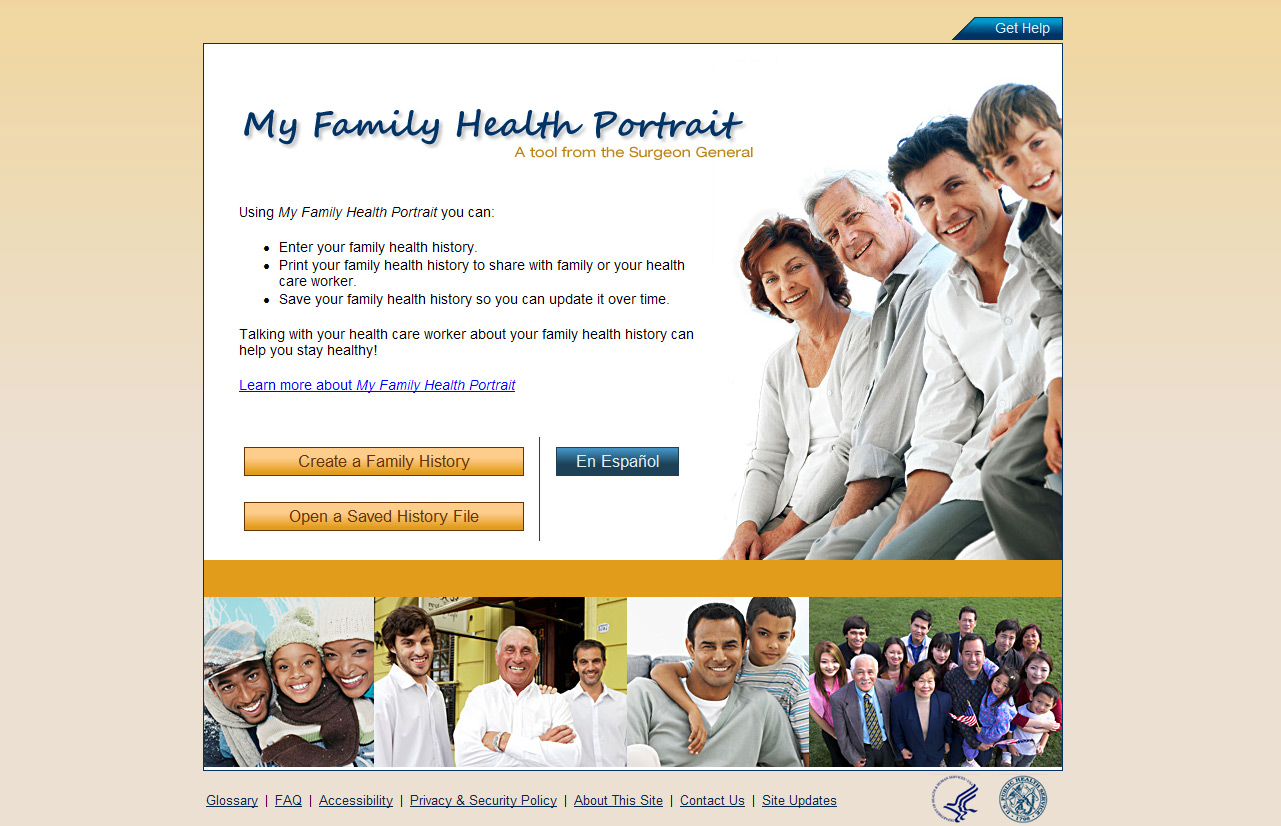 Get Help
My Family Health Portrait
A tool from the Surgeon General
Using My Family Health Portrait you can:
Enter your family health history.
Print your family health history to share with family or your health
care worker.
Save your family health history so you can update it over time.
Talking with your health care worker about your family health history can
help you stay healthy!
Learn more about My Family Health Portrait
Create a Family History
En Español
Open a Saved History File
Glossary | FAQ | Accessibility | Privacy & Security Policy | About This Site | Contact Us | Site Updates
PUBLIC HEALTH SERVICE
1798